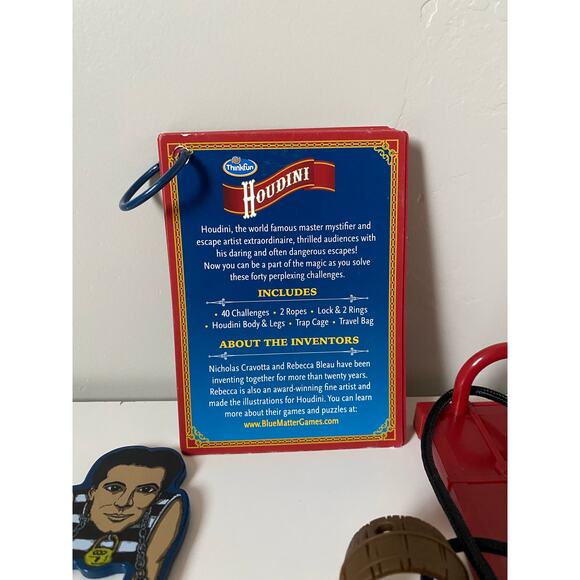 Thinkfun
HOUDINI
Houdini, the world famous master mystifier and
escape artist extraordinaire, thrilled audiences with
his daring and often dangerous escapes!
Now you can be a part of the magic as you solve
these forty perplexing challenges.
INCLUDES
• 40 Challenges • 2 Ropes • Lock & 2 Rings
• Houdini Body & Legs • Trap Cage • Travel Bag
ABOUT THE INVENTORS
Nicholas Cravotta and Rebecca Bleau have been
inventing together for more than twenty years.
Rebecca is also an award-winning fine artist and
made the illustrations for Houdini. You can learn
more about their games and puzzles at:
www.BlueMatterGames.com